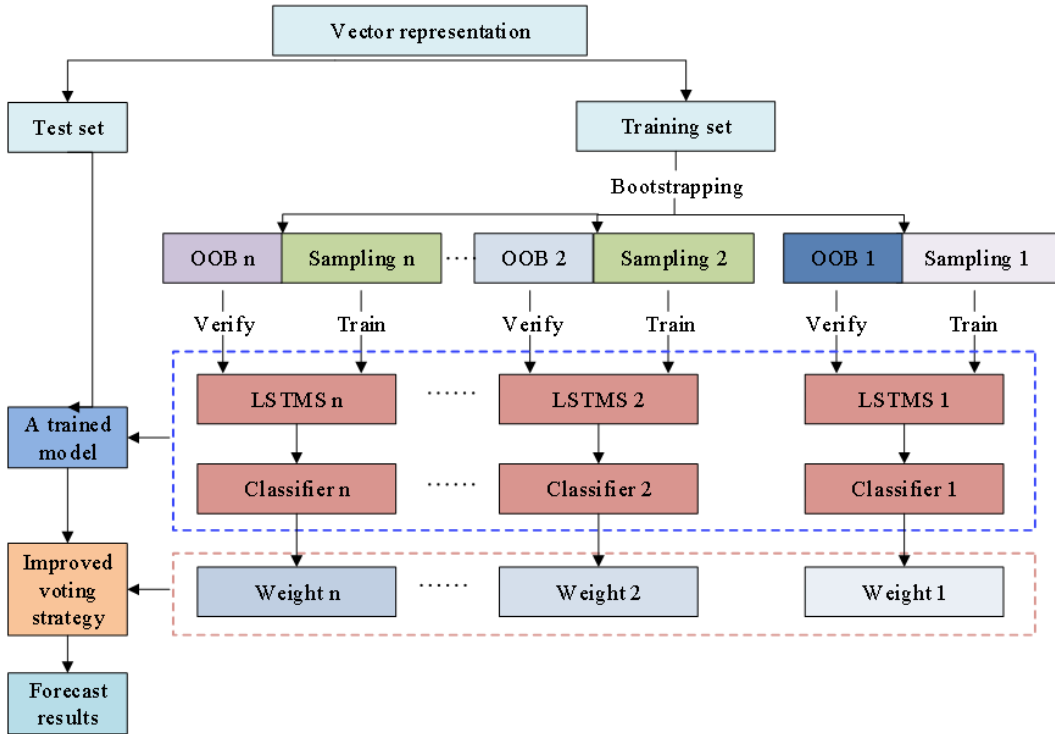 Vector representation
Test set
Training set
Bootstrapping
OOB n
Sampling n
OOB 2
Sampling 2
OOB 1
Sampling 1
Verify
Train
Verify
Train
Verify
Train
LSTMS n
LSTMS 2
LSTMS 1
A trained
model
Classifier n
Classifier 2
Classifier 1
Improved
voting
strategy
Weight n
Weight 2
Weight 1
Forecast
results